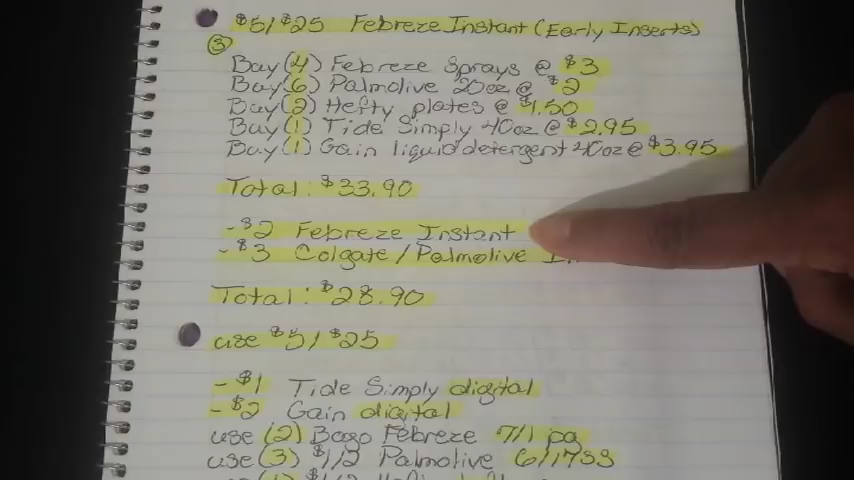 $5/$25 Febreze Instant (Early Inserts)
③
Buy (4) Febreze Sprays @ $3
Buy (6) Palmolive 20oz @ $2
Buy (2) Hefty plates @ $1.50
Buy (1) Tide Simply 40oz @ $2.95
Buy (1) Gain liquid detergent 40oz @ $3.95
Total: $33.90
-$2 Febreze Instant
-$3 Colgate/Palmolive
Total: $28.90
use $5/$25
-$1 Tide Simply digital
-$2 Gain digital
use (2) Bogo Febreze 7/1 pg
use (3) $1/2 Palmolive 6/17SS